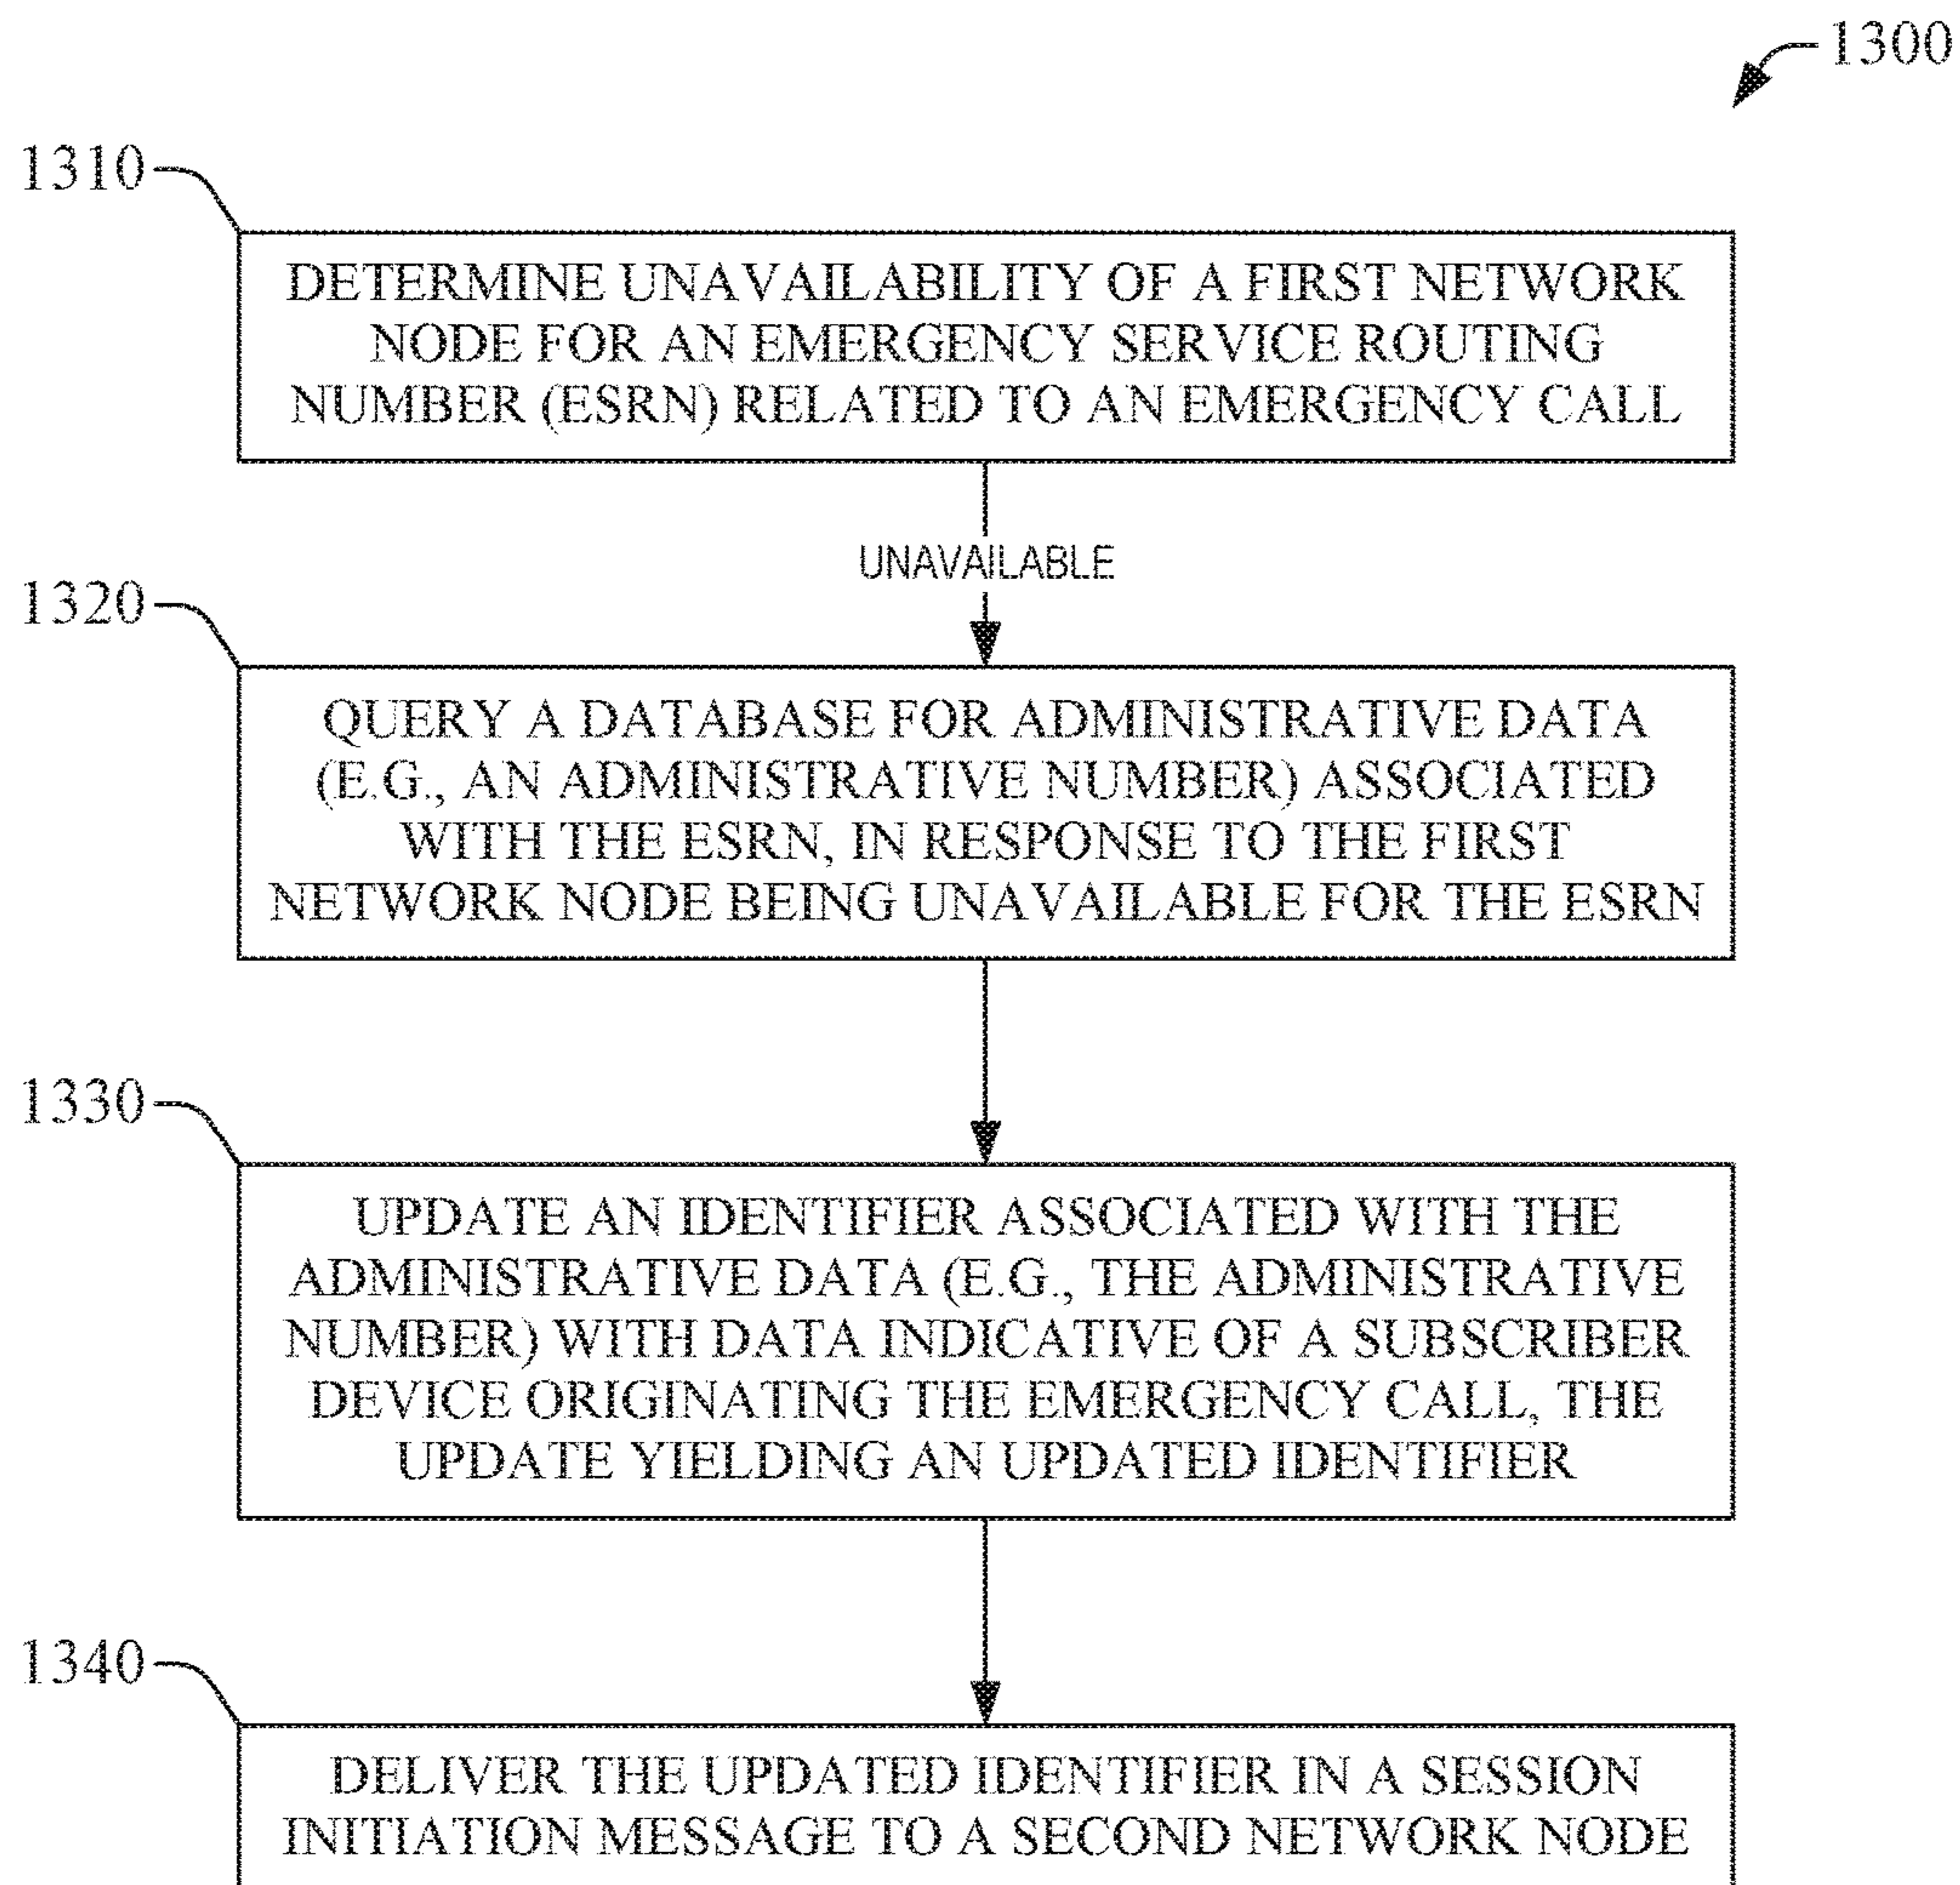 1300
1310
DETERMINE UNAVAILABILITY OF A FIRST NETWORK
NODE FOR AN EMERGENCY SERVICE ROUTING
NUMBER (ESRN) RELATED TO AN EMERGENCY CALL
UNAVAILABLE
1320
QUERY A DATABASE FOR ADMINISTRATIVE DATA
(E.G., AN ADMINISTRATIVE NUMBER) ASSOCIATED
WITH THE ESRN, IN RESPONSE TO THE FIRST
NETWORK NODE BEING UNAVAILABLE FOR THE ESRN
1330
UPDATE AN IDENTIFIER ASSOCIATED WITH THE
ADMINISTRATIVE DATA (E.G., THE ADMINISTRATIVE
NUMBER) WITH DATA INDICATIVE OF A SUBSCRIBER
DEVICE ORIGINATING THE EMERGENCY CALL, THE
UPDATE YIELDING AN UPDATED IDENTIFIER
1340
DELIVER THE UPDATED IDENTIFIER IN A SESSION
INITIATION MESSAGE TO A SECOND NETWORK NODE